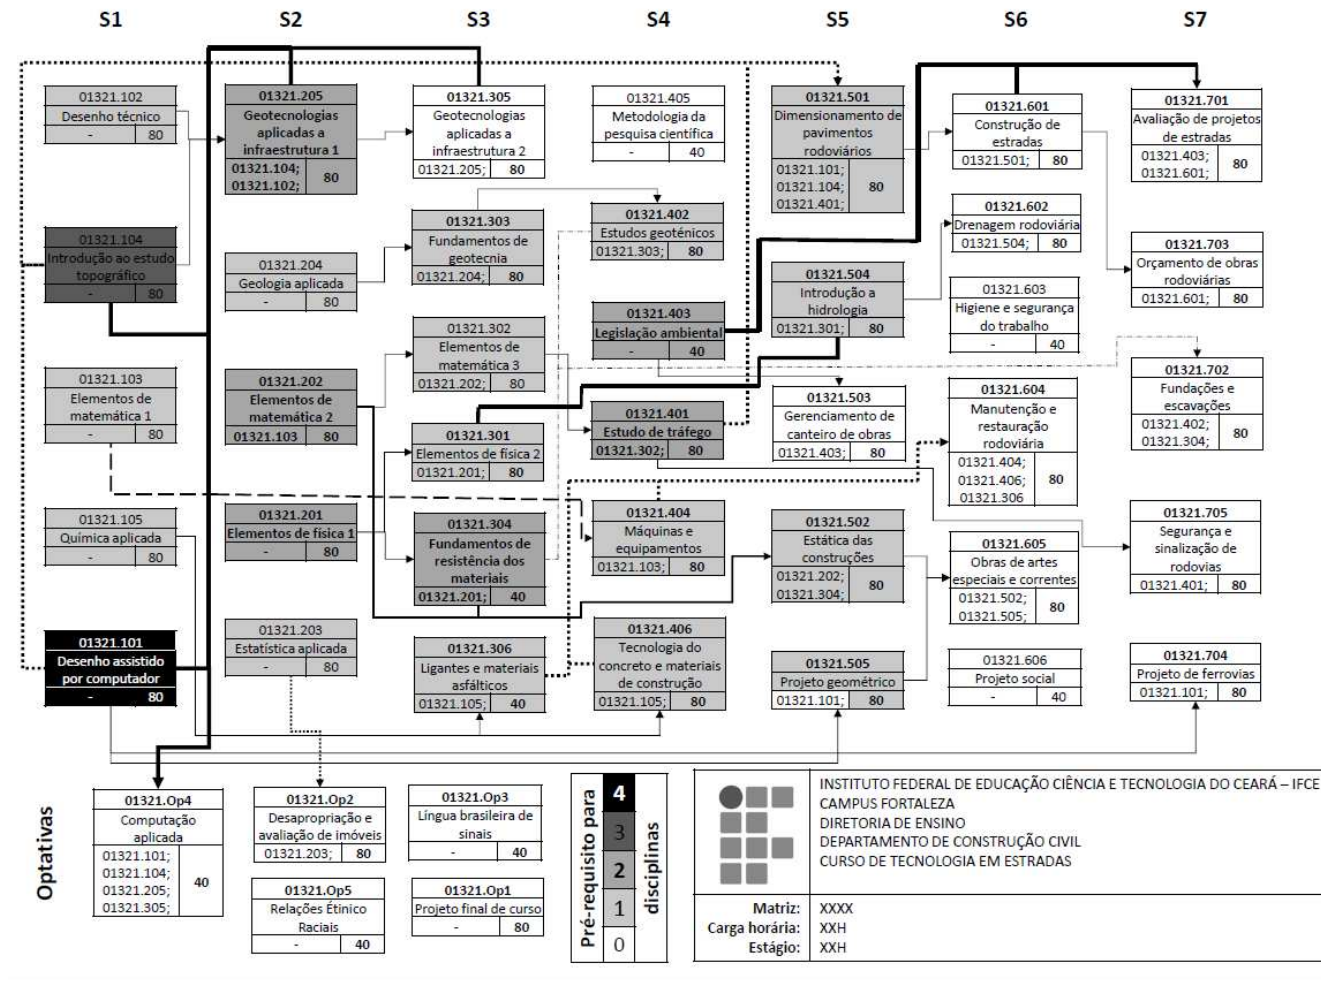 S1
S2
S3
S4
S5
S6
S7
01321.102
Desenho técnico
- 80
01321.104
Introdução ao estudo
topográfico
- 80
01321.103
Elementos de
matemática 1
- 80
01321.105
Química aplicada
- 80
01321.101
Desenho assistido
por computador
- 80
01321.205
Geotecnologias
aplicadas a
infraestrutura 1
01321.104;
01321.102;
80
01321.204
Geologia aplicada
- 80
01321.202
Elementos de
matemática 2
01321.103 80
01321.201
Elementos de física 1
- 80
01321.203
Estatística aplicada
- 80
01321.305
Geotecnologias
aplicadas a
infraestrutura 2
01321.205; 80
01321.303
Fundamentos de
geotecnia
01321.204; 80
01321.302
Elementos de
matemática 3
01321.202; 80
01321.301
Elementos de física 2
01321.201; 80
01321.304
Fundamentos de
resistência dos
materiais
01321.201; 40
01321.306
Ligantes e materiais
asfálticos
01321.105; 40
01321.405
Metodologia da
pesquisa científica
- 40
01321.402
Estudos geoténicos
01321.303; 80
01321.403
Legislação ambiental
- 40
01321.401
Estudo de tráfego
01321.302; 80
01321.404
Máquinas e
equipamentos
01321.103; 80
01321.406
Tecnologia do
concreto e materiais
de construção
01321.105; 80
01321.501
Dimensionamento de
pavimentos
rodoviários
01321.101;
01321.104;
01321.401;
80
01321.504
Introdução a
hidrologia
01321.301; 80
01321.503
Gerenciamento de
canteiro de obras
01321.403; 80
01321.502
Estática das
construções
01321.202;
01321.304;
80
01321.505
Projeto geométrico
01321.101; 80
01321.601
Construção de
estradas
01321.501; 80
01321.602
Drenagem rodoviária
01321.504; 80
01321.603
Higiene e segurança
do trabalho
- 40
01321.604
Manutenção e
restauração
rodoviária
01321.404;
01321.406;
01321.306
80
01321.605
Obras de artes
especiais e correntes
01321.502;
01321.505;
80
01321.606
Projeto social
- 40
01321.701
Avaliação de projetos
de estradas
01321.403;
01321.601;
80
01321.703
Orçamento de obras
rodoviárias
01321.601; 80
01321.702
Fundações e
escavações
01321.402;
01321.304;
80
01321.705
Segurança e
sinalização de
rodovias
01321.401; 80
01321.704
Projeto de ferrovias
01321.101; 80
Optativas
01321.Op4
Computação
aplicada
01321.101;
01321.104;
01321.205;
01321.305;
40
01321.Op2
Desapropriação e
avaliação de imóveis
01321.203; 80
01321.Op5
Relações Étinico
Raciais
- 40
01321.Op3
Língua brasileira de
sinais
- 40
01321.Op1
Projeto final de curso
- 80
Pré-requisito para
4
3
2
1
0
disciplinas
INSTITUTO FEDERAL DE EDUCAÇÃO CIÊNCIA E TECNOLOGIA DO CEARÁ – IFCE
CAMPUS FORTALEZA
DIRETORIA DE ENSINO
DEPARTAMENTO DE CONSTRUÇÃO CIVIL
CURSO DE TECNOLOGIA EM ESTRADAS
Matriz: XXXX
Carga horária: XXH
Estágio: XXH